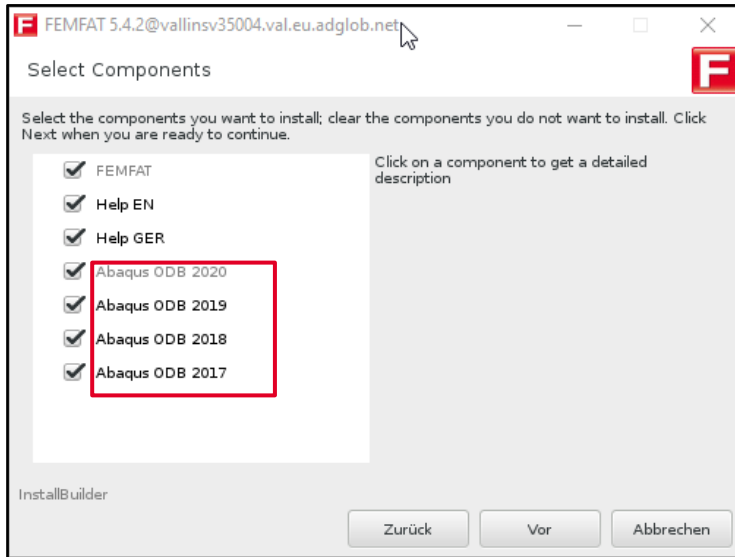 F FEMFAT 5.4.2@vallinsv35004.val.eu.adglob.net
Select Components
F
Select the components you want to install; clear the components you do not want to install. Click
Next when you are ready to continue.
FEMFAT
Help EN
Help GER
Abaqus ODB 2020
Abaqus ODB 2019
Abaqus ODB 2018
Abaqus ODB 2017
Click on a component to get a detailed
description
InstallBuilder
Zurück
Vor
Abbrechen